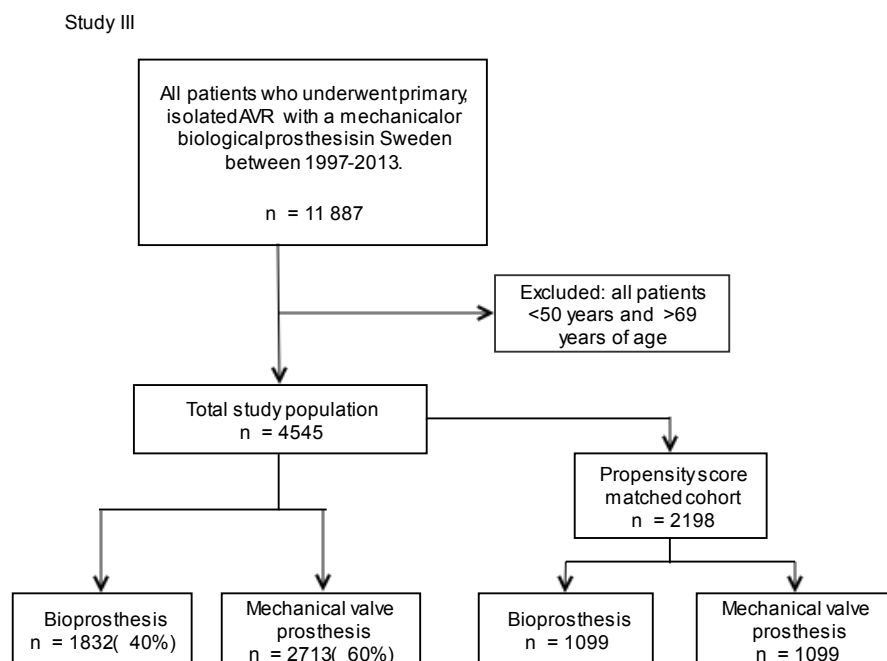 Study III
All patients who underwent primary,
isolated AVR with a mechanical or
biological prosthesis in Sweden
between 1997-2013.
n = 11 887
Excluded: all patients
<50 years and >69
years of age
Total study population
n = 4545
Propensity score
matched cohort
n = 2198
Bioprosthesis
n = 1832( 40%)
Mechanical valve
prosthesis
n = 2713( 60%)
Bioprosthesis
n = 1099
Mechanical valve
prosthesis
n = 1099